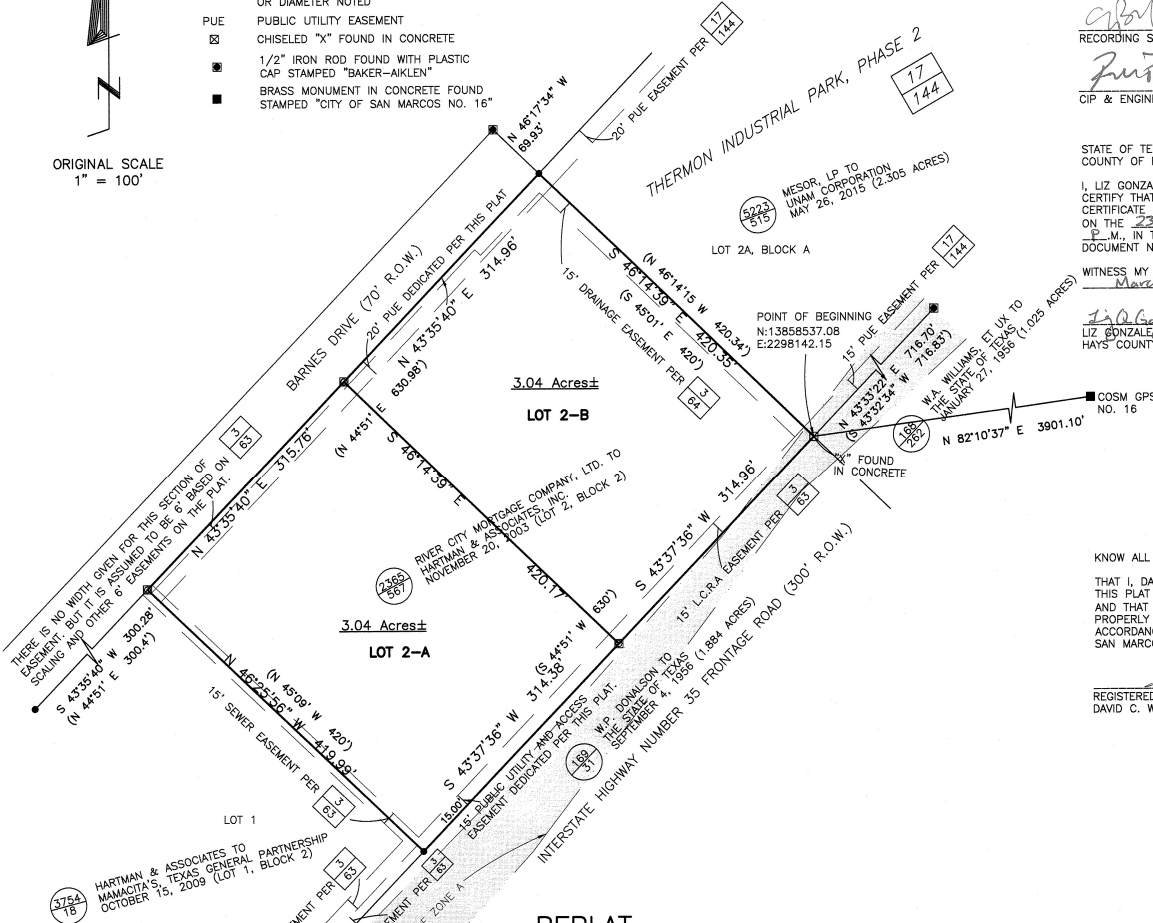 OR DIAMETER NOTED
PUE PUBLIC UTILITY EASEMENT
CHISELED "X" FOUND IN CONCRETE
1/2" IRON ROD FOUND WITH PLASTIC
CAP STAMPED "BAKER-AIKLEN"
BRASS MONUMENT IN CONCRETE FOUND
STAMPED "CITY OF SAN MARCOS NO. 16"
N
ORIGINAL SCALE
1" = 100'
N 46°17'34" W
69.93'
20' PUE EASEMENT PER
17
144
THERMON INDUSTRIAL PARK, PHASE 2
17
144
5223
515
MESOR, LP TO
UNAM CORPORATION
MAY 26, 2015 (2.305 ACRES)
LOT 2A, BLOCK A
BARNES DRIVE (70' R.O.W.)
20' PUE DEDICATED PER THIS PLAT
N 43°35'40" E 314.96'
630.98')
(N 44°51' E
15' DRAINAGE EASEMENT PER
3
64
(N 46°14'15 W 420.34')
S 46°14'39" E 420.35'
(S 45°01' E 420')
POINT OF BEGINNING
N:13858537.08
E:2298142.15
15' PUE EASEMENT PER
17
144
N 43°33'22" E 716.70'
(S 43°32'34" W 716.83')
168
262
W.A. WILLIAMS, ET UX TO
THE STATE OF TEXAS
JANUARY 27, 1956 (1.025 ACRES)
COSM GPS
NO. 16
N 82°10'37" E 3901.10'
"X" FOUND
IN CONCRETE
3.04 Acres±
LOT 2-B
3
63
THERE IS NO WIDTH GIVEN FOR THIS SECTION OF
EASEMENT. BUT IT IS ASSUMED TO BE 6' BASED ON
SCALING AND OTHER 6' EASEMENTS ON THE PLAT.
N 43°35'40" E 315.76'
S 46°14'39" E
420.17'
2365
567
RIVER CITY MORTGAGE COMPANY, LTD. TO
HARTMAN & ASSOCIATES, INC.
NOVEMBER 20, 2003 (LOT 2, BLOCK 2)
S 43°37'36" W 314.96'
15' L.C.R.A EASEMENT PER
3
63
3.04 Acres±
LOT 2-A
S 43°35'40" W 300.28'
(N 44°51' E 300.4')
(N 45°09' W 420')
N 46°25'56" W 419.99'
15' SEWER EASEMENT PER
3
63
(S 44°51' W 630')
S 43°37'36" W 314.38'
15.00'
15' PUBLIC UTILITY AND ACCESS
EASEMENT DEDICATED PER THIS PLAT.
169
31
W.P. DONALSON TO
THE STATE OF TEXAS
SEPTEMBER 4, 1956 (1.884 ACRES)
INTERSTATE HIGHWAY NUMBER 35 FRONTAGE ROAD (300' R.O.W.)
LOT 1
3754
18
HARTMAN & ASSOCIATES TO
MAMACITA'S, TEXAS GENERAL PARTNERSHIP
OCTOBER 15, 2009 (LOT 1, BLOCK 2)
EMENT PER
3
63
EMENT PER
3
63
ZONE A
REPLAT
RECORDING S
CIP & ENGIN
STATE OF TE
COUNTY OF
I, LIZ GONZA
CERTIFY THAT
CERTIFICATE
ON THE 23
P.M., IN T
DOCUMENT N
WITNESS MY
Marc
LIZ GONZALE
HAYS COUNTY
KNOW ALL
THAT I, DA
THIS PLAT
AND THAT
PROPERLY
ACCORDANC
SAN MARCO
REGISTERED
DAVID C. W